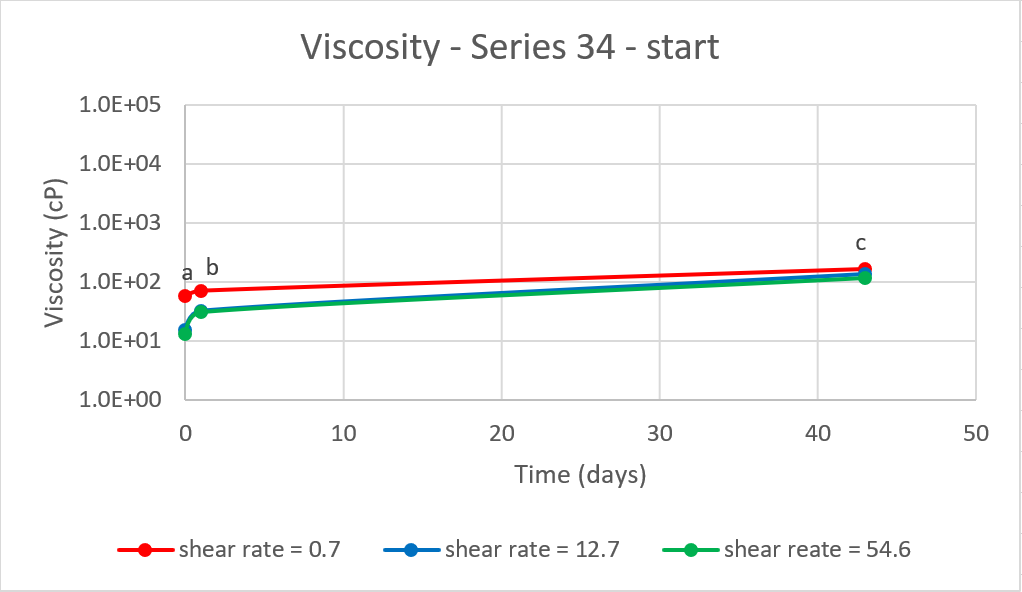 Viscosity - Series 34 - start
1.0E+05
1.0E+04
1.0E+03
1.0E+02
1.0E+01
1.0E+00
Viscosity (cP)
a
b
c
0
10
20
30
40
50
Time (days)
shear rate = 0.7
shear rate = 12.7
shear reate = 54.6